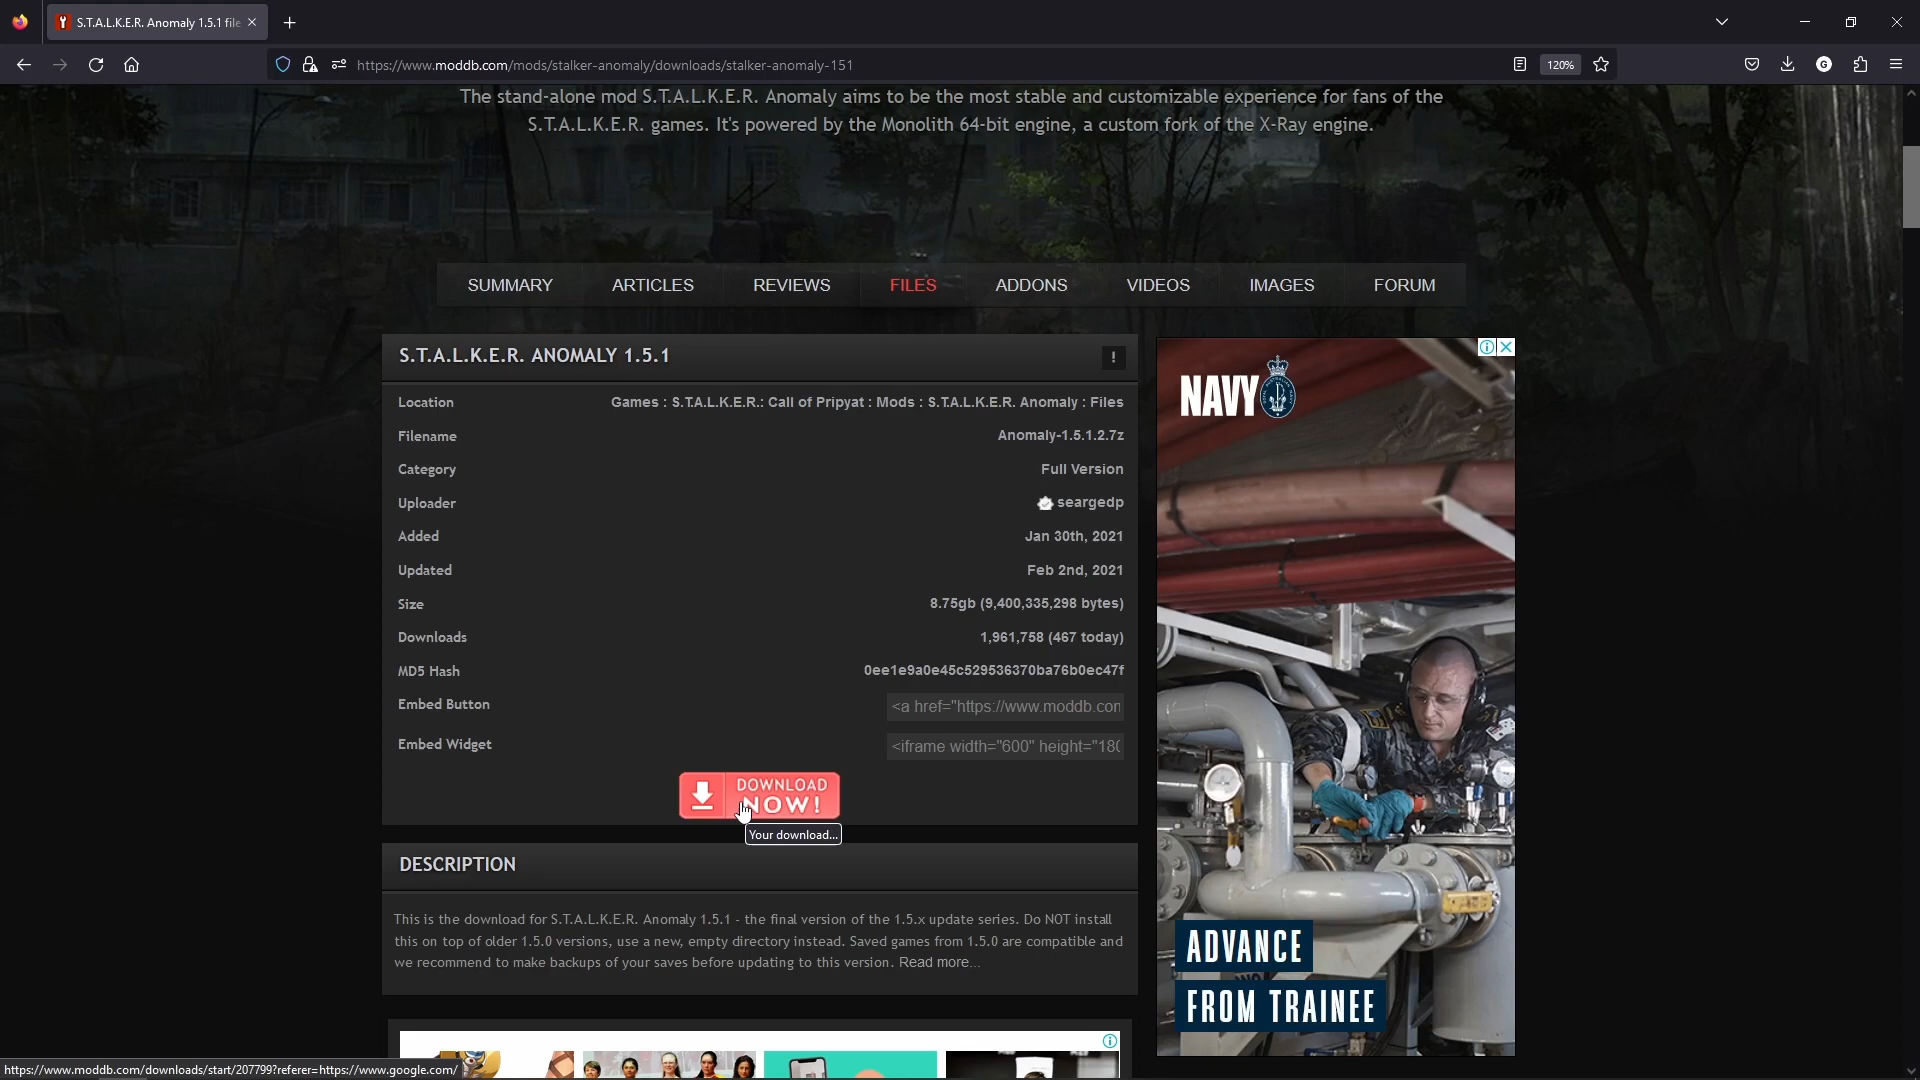 S.T.A.L.K.E.R. Anomaly 1.5.1 file
https://www.moddb.com/mods/stalker-anomaly/downloads/stalker-anomaly-151
120%
G
The stand-alone mod S.T.A.L.K.E.R. Anomaly aims to be the most stable and customizable experience for fans of the
S.T.A.L.K.E.R. games. It's powered by the Monolith 64-bit engine, a custom fork of the X-Ray engine.
SUMMARY ARTICLES REVIEWS FILES ADDONS VIDEOS IMAGES FORUM
S.T.A.L.K.E.R. ANOMALY 1.5.1
!
Location Games : S.T.A.L.K.E.R.: Call of Pripyat : Mods : S.T.A.L.K.E.R. Anomaly : Files
Filename Anomaly-1.5.1.2.7z
Category Full Version
Uploader seargedp
Added Jan 30th, 2021
Updated Feb 2nd, 2021
Size 8.75gb (9,400,335,298 bytes)
Downloads 1,961,758 (467 today)
MD5 Hash 0ee1e9a0e45c529536370ba76b0ec47f
Embed Button <a href="https://www.moddb.con
Embed Widget <iframe width="600" height="180
DOWNLOAD
NOW!
Your download...
DESCRIPTION
This is the download for S.T.A.L.K.E.R. Anomaly 1.5.1 - the final version of the 1.5.x update series. Do NOT install
this on top of older 1.5.0 versions, use a new, empty directory instead. Saved games from 1.5.0 are compatible and
we recommend to make backups of your saves before updating to this version. Read more...
NAVY
ADVANCE
FROM TRAINEE
https://www.moddb.com/downloads/start/207799?referer=https://www.google.com/